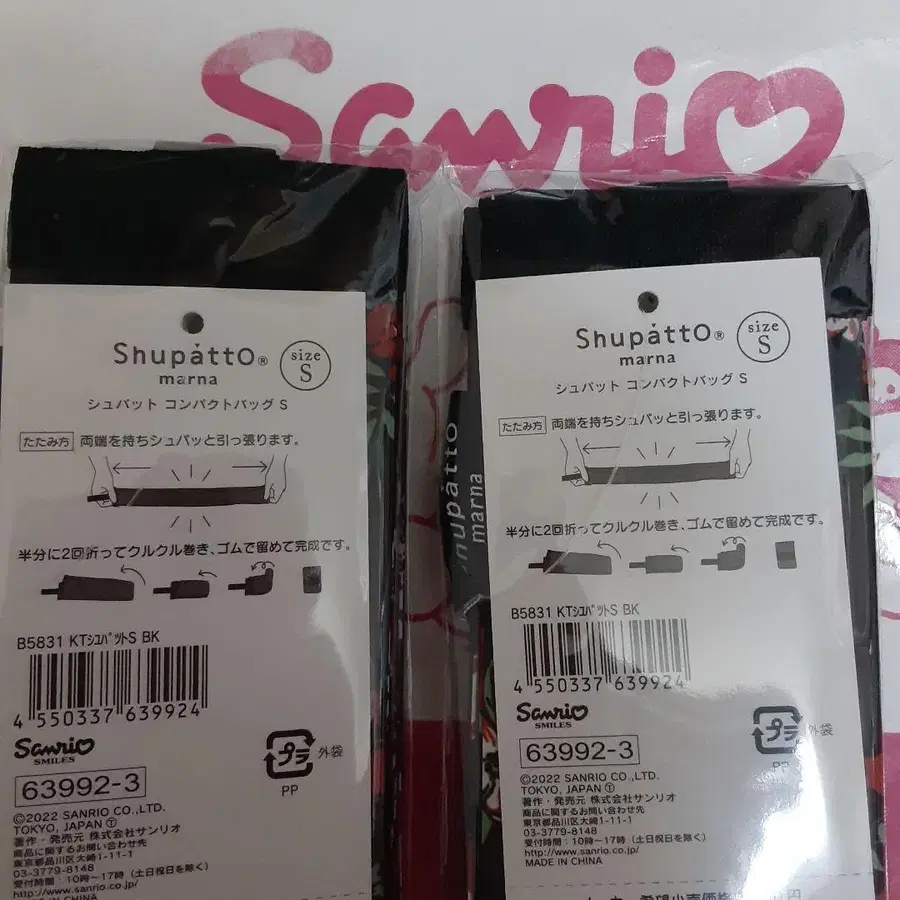 Sanrio
Shupatto®
marna
size
S
シュパット コンパクトバッグ S
たたみ方 両端を持ちシュパッと引っ張ります。
半分に2回折ってクルクル巻き、ゴムで留めて完成です。
B5831 KTｼﾕﾊﾟﾂﾄS BK
4 550337 639924
Sanrio
SMILES
63992-3
プラ 外袋
PP
©2022 SANRIO CO.,LTD.
TOKYO, JAPAN Ⓣ
著作・発売元 株式会社サンリオ
商品に関するお問い合わせ先
東京都品川区大崎1-11-1
03-3779-8148
受付時間：10時～17時（土日祝日を除く）
http://www.sanrio.co.jp/
Shupatto
marna
Shupatto®
marna
size
S
シュパット コンパクトバッグ S
たたみ方 両端を持ちシュパッと引っ張ります。
半分に2回折ってクルクル巻き、ゴムで留めて完成です。
B5831 KTｼﾕﾊﾟﾂﾄS BK
4 550337 639924
Sanrio
SMILES
63992-3
プラ 外袋
PP
©2022 SANRIO CO.,LTD.
TOKYO, JAPAN Ⓣ
著作・発売元 株式会社サンリオ
商品に関するお問い合わせ先
東京都品川区大崎1-11-1
03-3779-8148
受付時間：10時～17時（土日祝日を除く）
http://www.sanrio.co.jp/
MADE IN CHINA